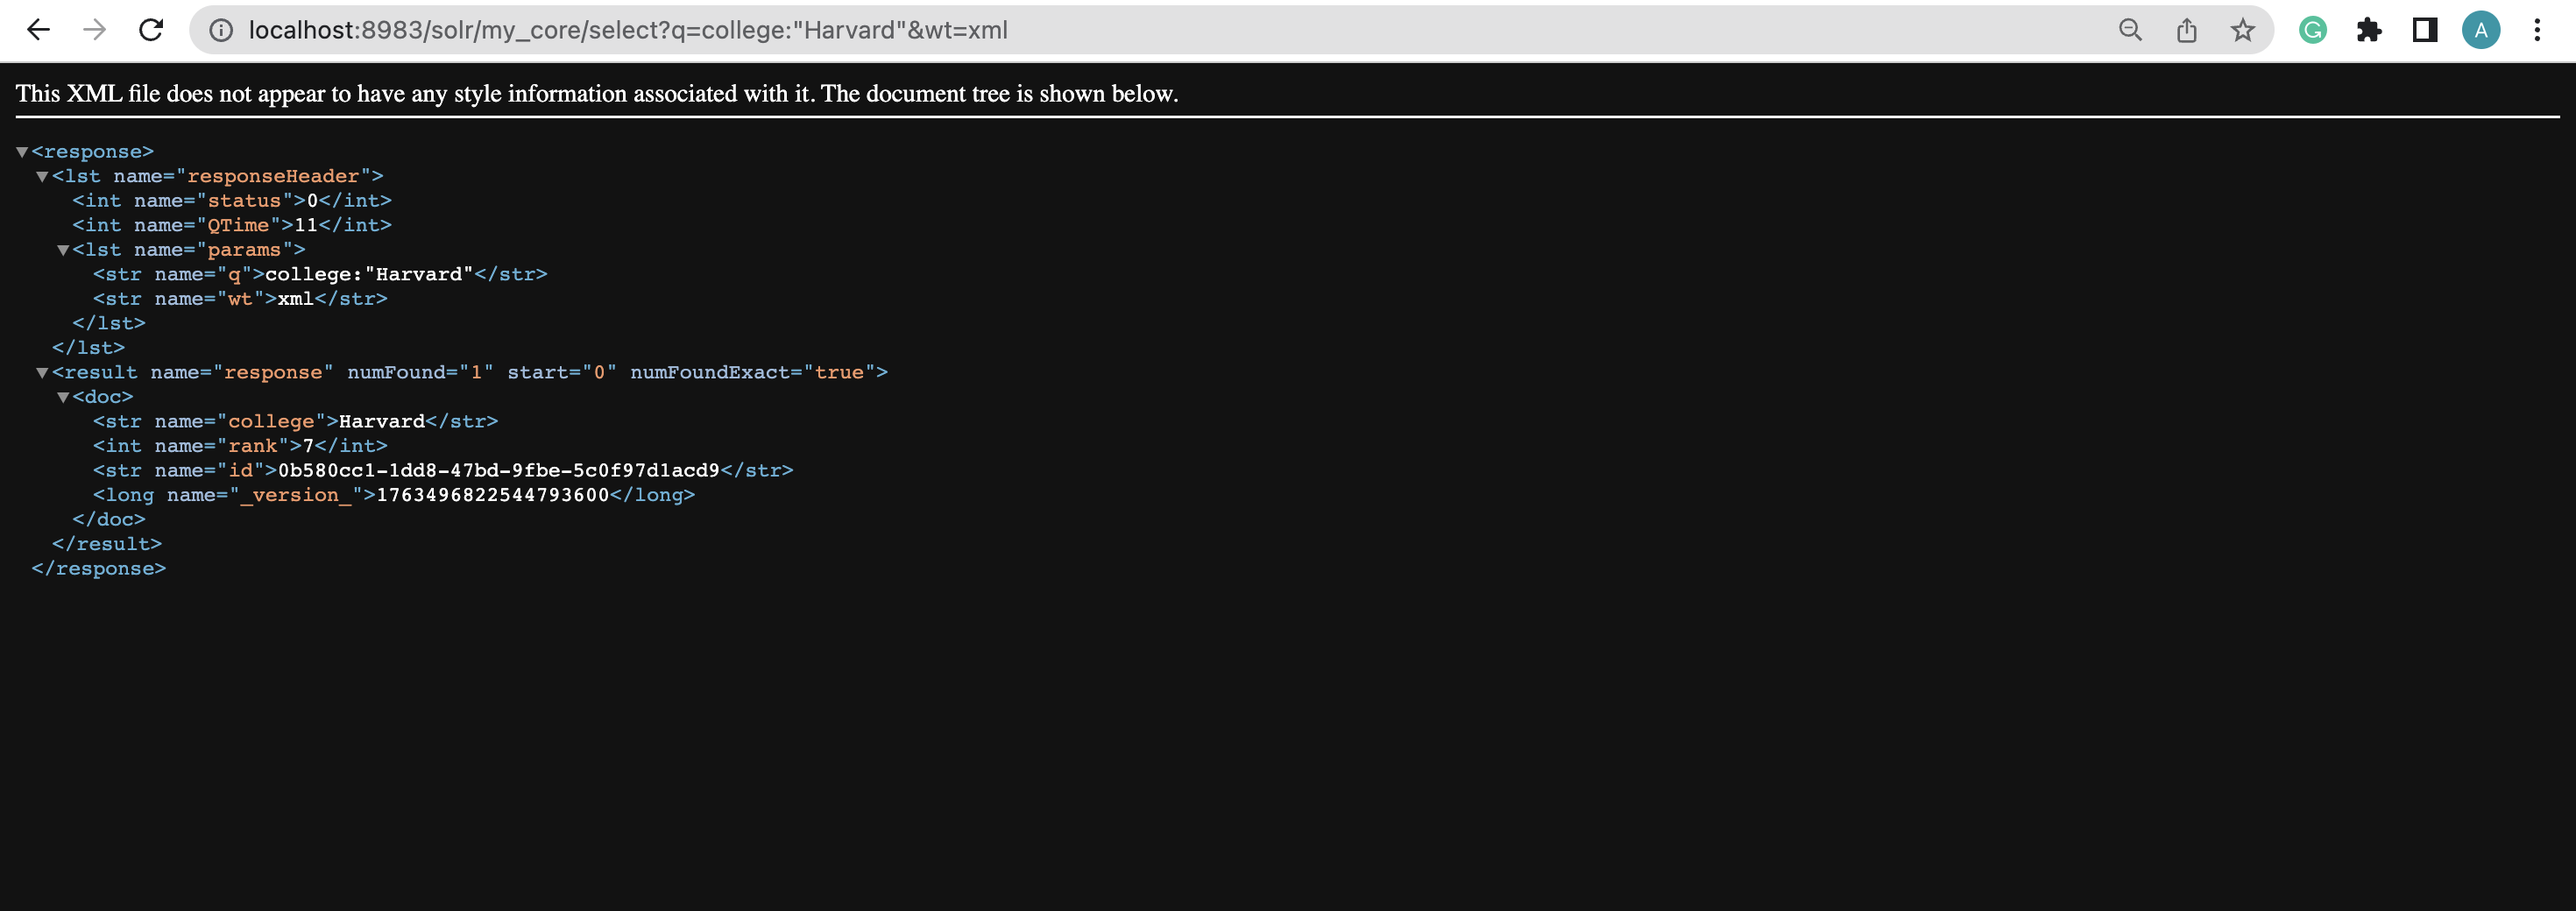 localhost:8983/solr/my_core/select?q=college:"Harvard"&wt=xml
G
A
This XML file does not appear to have any style information associated with it. The document tree is shown below.
▼<response>
▼<lst name="responseHeader">
<int name="status">0</int>
<int name="QTime">11</int>
▼<lst name="params">
<str name="q">college:"Harvard"</str>
<str name="wt">xml</str>
</lst>
</lst>
▼<result name="response" numFound="1" start="0" numFoundExact="true">
▼<doc>
<str name="college">Harvard</str>
<int name="rank">7</int>
<str name="id">0b580cc1-1dd8-47bd-9fbe-5c0f97d1acd9</str>
<long name="_version_">1763496822544793600</long>
</doc>
</result>
</response>